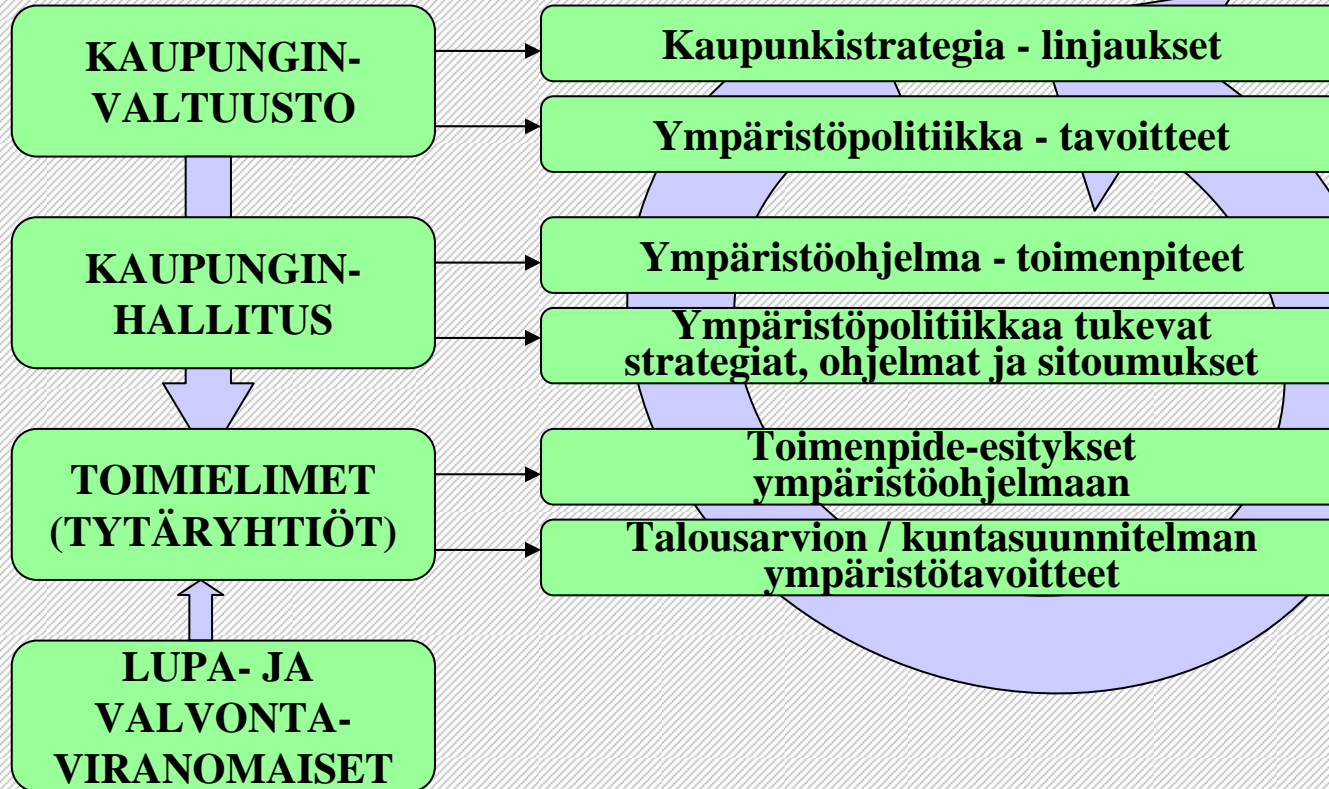 KAUPUNGIN-
VALTUUSTO
Kaupunkistrategia - linjaukset
Ympäristöpolitiikka - tavoitteet
KAUPUNGIN-
HALLITUS
Ympäristöohjelma - toimenpiteet
Ympäristöpolitiikkaa tukevat
strategiat, ohjelmat ja sitoumukset
TOIMIELIMET
(TYTÄRYHTIÖT)
Toimenpide-esitykset
ympäristöohjelmaan
Talousarvion / kuntasuunnitelman
ympäristötavoitteet
LUPA- JA
VALVONTA-
VIRANOMAISET